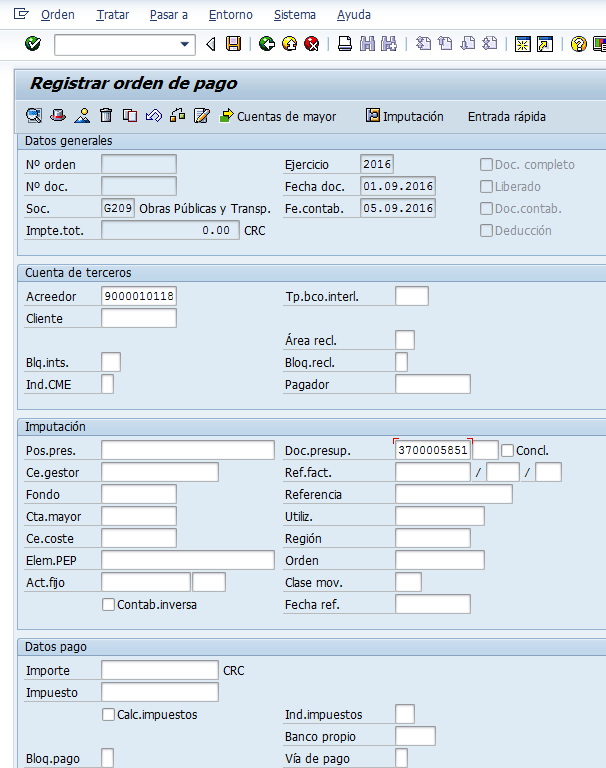 Orden Tratar Pasar a Entorno Sistema Ayuda
Registrar orden de pago
Cuentas de mayor Imputación Entrada rápida
Datos generales
Nº orden Ejercicio 2016 Doc. completo
Nº doc. Fecha doc. 01.09.2016 Liberado
Soc. G209 Obras Públicas y Transp. Fe.contab. 05.09.2016 Doc.contab.
Impte.tot. 0.00 CRC Deducción
Cuenta de terceros
Acreedor 9000010118 Tp.bco.interl.
Cliente
Área recl.
Blq.ints. Bloq.recl.
Ind.CME Pagador
Imputación
Pos.pres. Doc.presup. 3700005851 Concl.
Ce.gestor Ref.fact. / /
Fondo Referencia
Cta.mayor Utiliz.
Ce.coste Región
Elem.PEP Orden
Act.fijo Clase mov.
Contab.inversa Fecha ref.
Datos pago
Importe CRC
Impuesto
Calc.impuestos Ind.impuestos
Banco propio
Bloq.pago Vía de pago